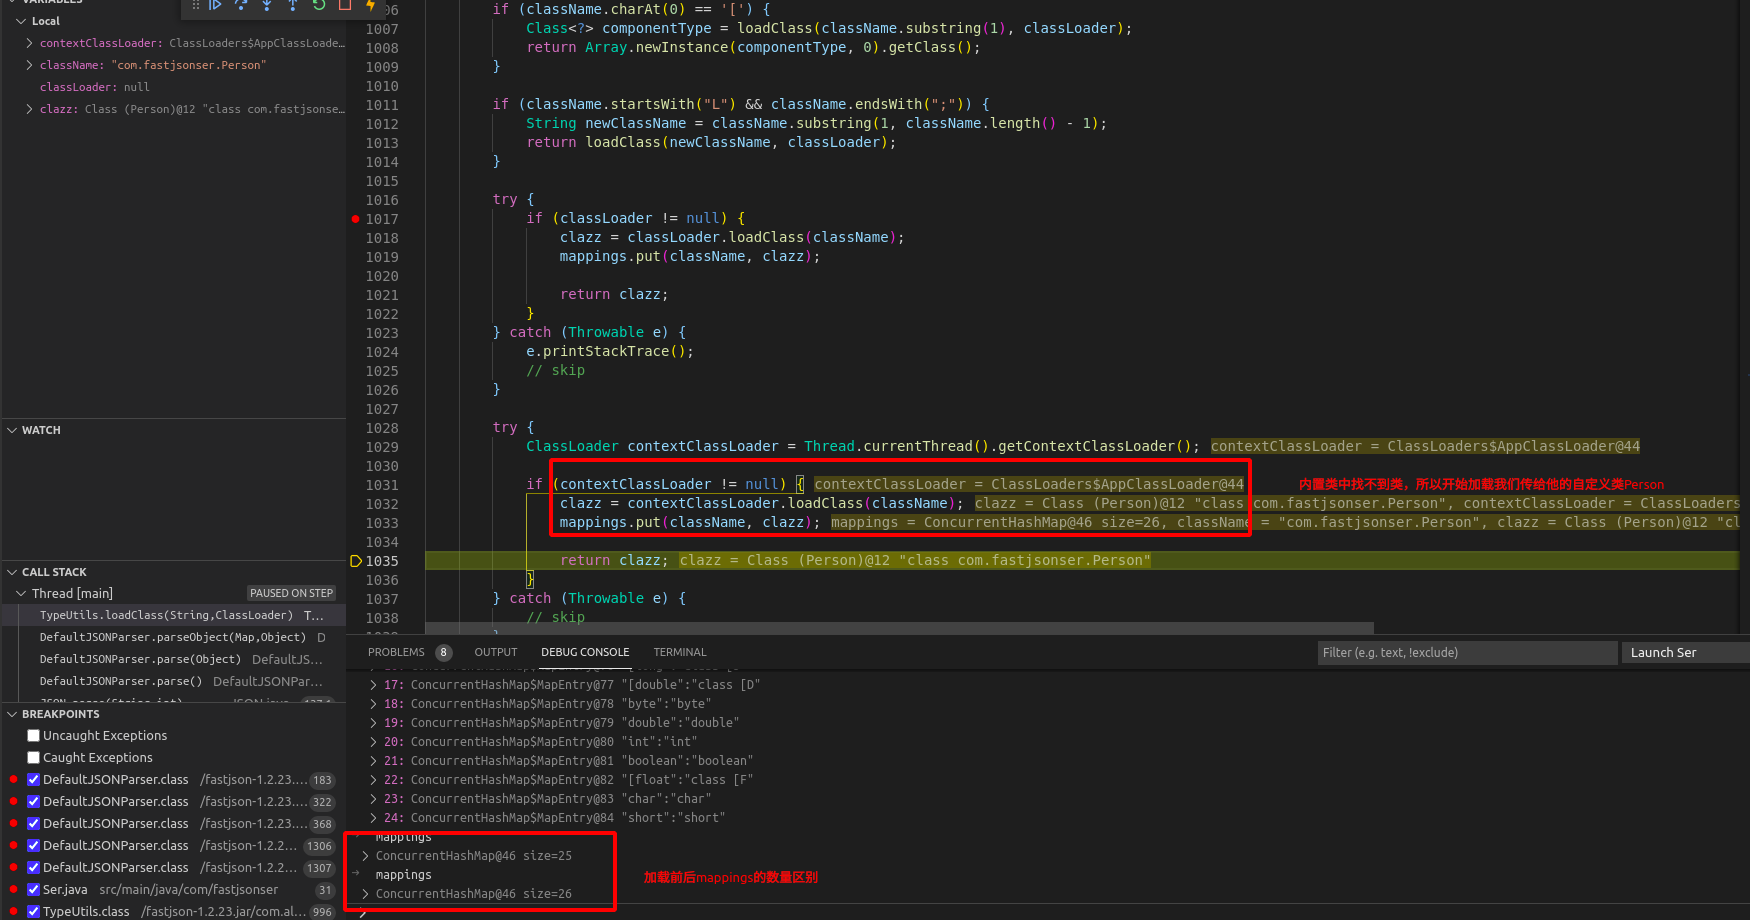 VARIABLES
Local
contextClassLoader: ClassLoaders$AppClassLoade…
className: "com.fastjsonser.Person"
classLoader: null
clazz: Class (Person)@12 "class com.fastjsonse…
WATCH
CALL STACK
Thread [main] PAUSED ON STEP
TypeUtils.loadClass(String,ClassLoader) T…
DefaultJSONParser.parseObject(Map,Object) D
DefaultJSONParser.parse(Object) DefaultJS…
DefaultJSONParser.parse() DefaultJSONPar…
BREAKPOINTS
Uncaught Exceptions
Caught Exceptions
DefaultJSONParser.class /fastjson-1.2.23.… 183
DefaultJSONParser.class /fastjson-1.2.23.… 322
DefaultJSONParser.class /fastjson-1.2.23.… 368
DefaultJSONParser.class /fastjson-1.2.2… 1306
DefaultJSONParser.class /fastjson-1.2.2… 1307
Ser.java src/main/java/com/fastjsonser 31
TypeUtils.class /fastjson-1.2.23.jar/com.al… 996
if (className.charAt(0) == '[') {
1007 Class<?> componentType = loadClass(className.substring(1), classLoader);
1008 return Array.newInstance(componentType, 0).getClass();
1009 }
1010
1011 if (className.startsWith("L") && className.endsWith(";")) {
1012 String newClassName = className.substring(1, className.length() - 1);
1013 return loadClass(newClassName, classLoader);
1014 }
1015
1016 try {
1017 if (classLoader != null) {
1018 clazz = classLoader.loadClass(className);
1019 mappings.put(className, clazz);
1020
1021 return clazz;
1022 }
1023 } catch (Throwable e) {
1024 e.printStackTrace();
1025 // skip
1026 }
1027
1028 try {
1029 ClassLoader contextClassLoader = Thread.currentThread().getContextClassLoader(); contextClassLoader = ClassLoaders$AppClassLoader@44
1030
1031 if (contextClassLoader != null) { contextClassLoader = ClassLoaders$AppClassLoader@44 内置类中找不到类，所以开始加载我们传给他的自定义类Person
1032 clazz = contextClassLoader.loadClass(className); clazz = Class (Person)@12 "class com.fastjsonser.Person", contextClassLoader = ClassLoaders
1033 mappings.put(className, clazz); mappings = ConcurrentHashMap@46 size=26, className = "com.fastjsonser.Person", clazz = Class (Person)@12 "cl
1034
1035 return clazz; clazz = Class (Person)@12 "class com.fastjsonser.Person"
1036 }
1037 } catch (Throwable e) {
1038 // skip
PROBLEMS 8 OUTPUT DEBUG CONSOLE TERMINAL Filter (e.g. text, !exclude) Launch Ser
17: ConcurrentHashMap$MapEntry@77 "[double":"class [D"
18: ConcurrentHashMap$MapEntry@78 "byte":"byte"
19: ConcurrentHashMap$MapEntry@79 "double":"double"
20: ConcurrentHashMap$MapEntry@80 "int":"int"
21: ConcurrentHashMap$MapEntry@81 "boolean":"boolean"
22: ConcurrentHashMap$MapEntry@82 "[float":"class [F"
23: ConcurrentHashMap$MapEntry@83 "char":"char"
24: ConcurrentHashMap$MapEntry@84 "short":"short"
mappings
ConcurrentHashMap@46 size=25
mappings 加载前后mappings的数量区别
ConcurrentHashMap@46 size=26